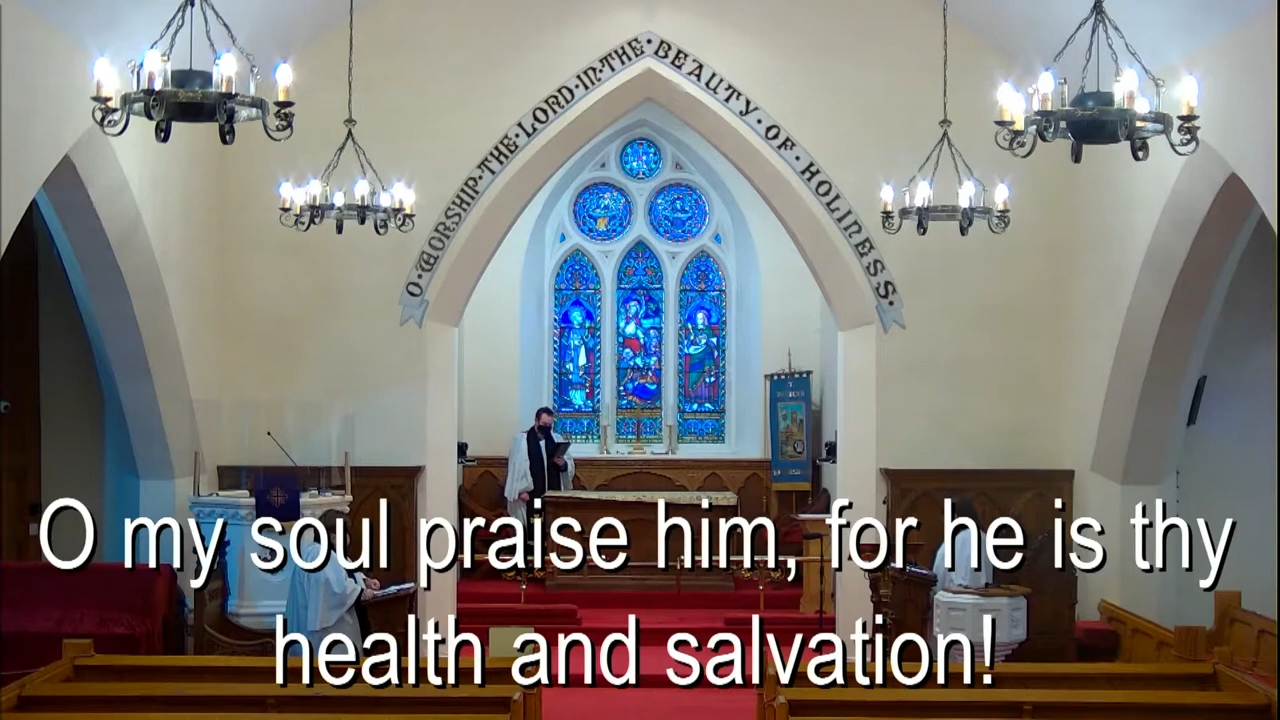 O·WORSHIP·THE·LORD·IN·THE·BEAUTY·OF·HOLINESS·
O my soul praise him, for he is thy
health and salvation!